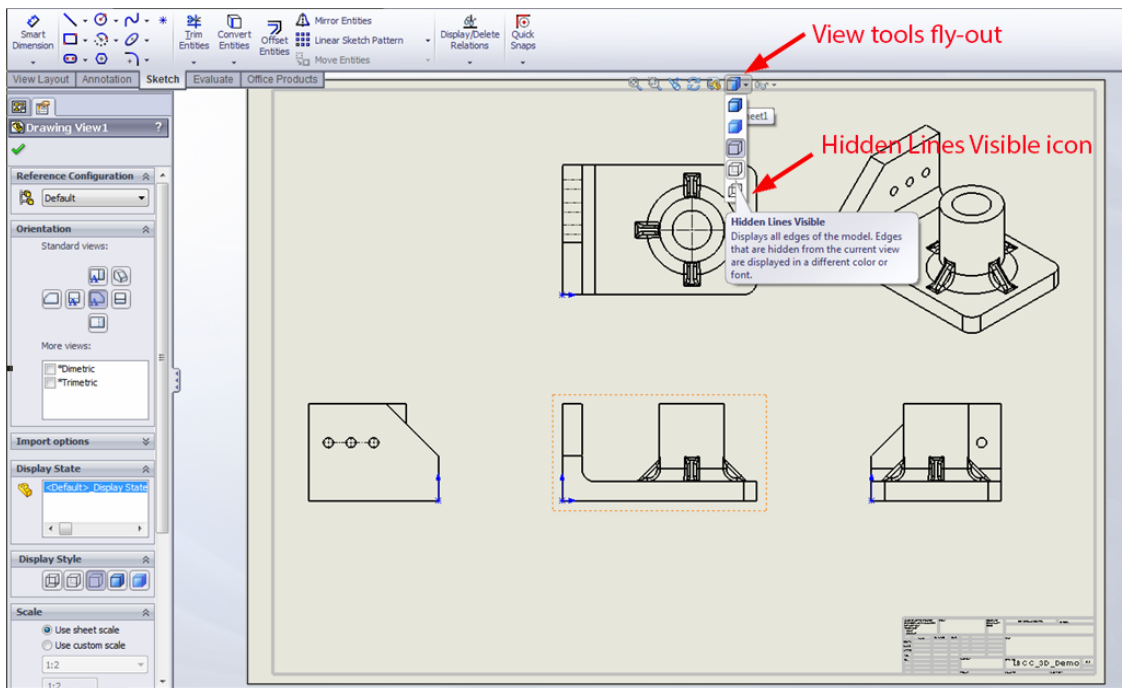 Smart
Dimension
Trim
Entities
Convert
Entities
Offset
Entities
Mirror Entities
Linear Sketch Pattern
Move Entities
Display/Delete
Relations
Quick
Snaps
View tools fly-out
View Layout
Annotation
Sketch
Evaluate
Office Products
Drawing View1
?
eet1
Hidden Lines Visible icon
Reference Configuration
Default
Hidden Lines Visible
Displays all edges of the model. Edges
that are hidden from the current view
are displayed in a different color or
font.
Orientation
Standard views:
More views:
*Dimetric
*Trimetric
Import options
Display State
<Default>_Display State
Display Style
Scale
Use sheet scale
Use custom scale
1:2
1:2